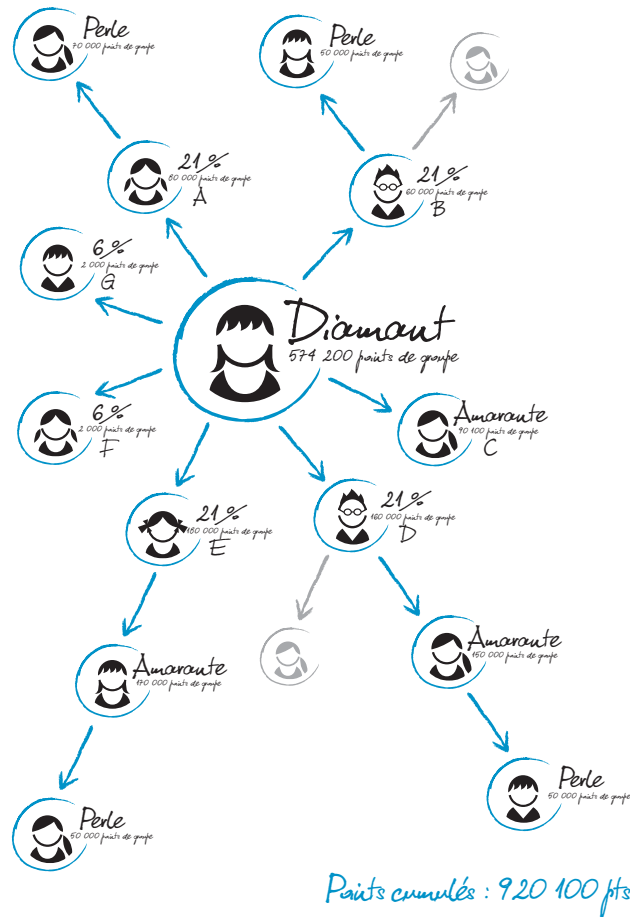 Perle
70 000 points de groupe
Perle
50 000 points de groupe
21 %
80 000 points de groupe
A
21 %
60 000 points de groupe
B
6 %
2 000 points de groupe
G
Diamant
574 200 points de groupe
6 %
2 000 points de groupe
F
Amarante
90 100 points de groupe
C
21 %
180 000 points de groupe
E
21 %
160 000 points de groupe
D
Amarante
170 000 points de groupe
Amarante
150 000 points de groupe
Perle
50 000 points de groupe
Perle
50 000 points de groupe
Points cumulés : 920 100 pts